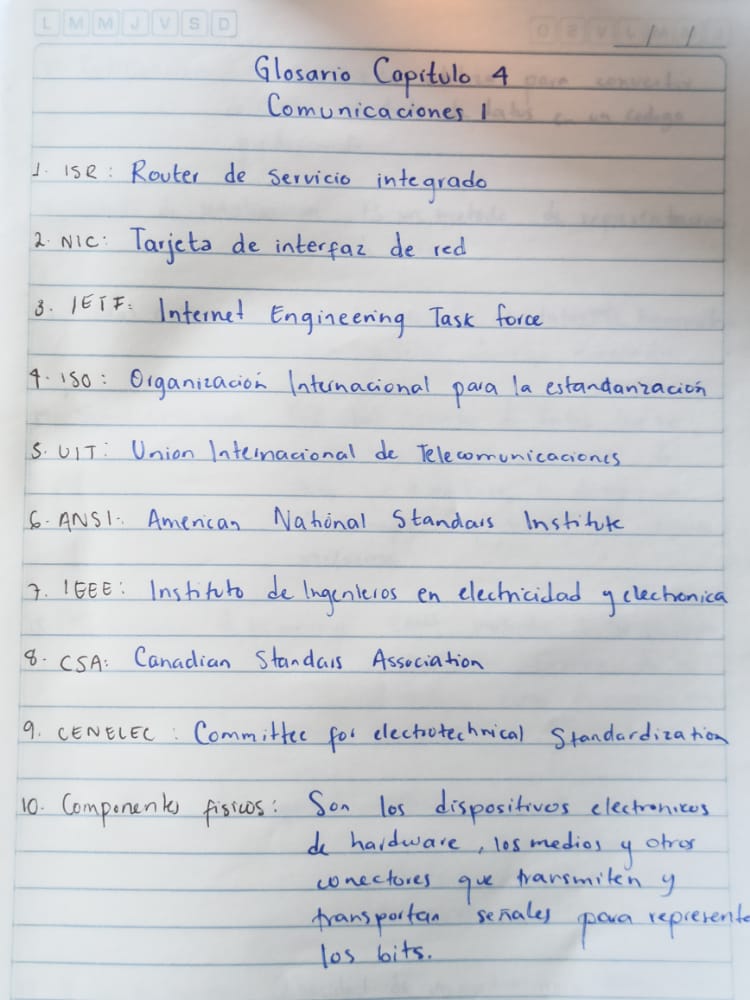 L M M J V S D
Glosario Capítulo 4
Comunicaciones 1
1. ISR: Router de servicio integrado
2. NIC: Tarjeta de interfaz de red
3. IETF: Internet Engineering Task force
4. ISO: Organización Internacional para la estandarización
5. UIT: Union Internacional de Telecomunicaciones
6. ANSI: American National Standars Institute
7. IEEE: Instituto de Ingenieros en electricidad y electronica
8. CSA: Canadian Standars Association
9. CENELEC: Committee for electrotechnical Standardization
10. Componentes fisicos: Son los dispositivos electronicos
de hardware, los medios y otros
conectores que transmiten y
transportan señales para represent
los bits.